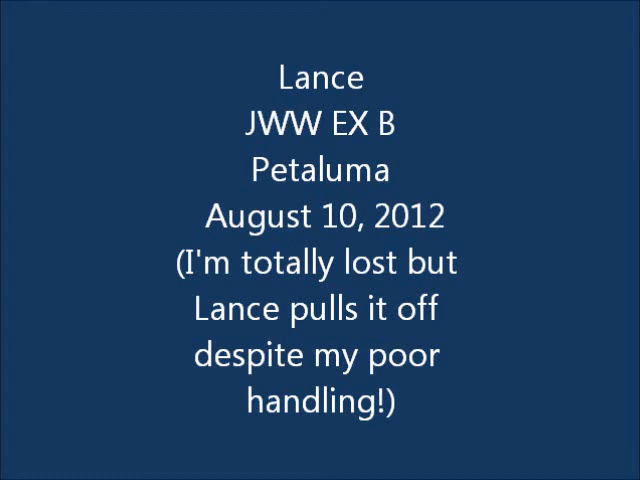 Lance
JWW EX B
Petaluma
August 10, 2012
(I'm totally lost but
Lance pulls it off
despite my poor
handling!)